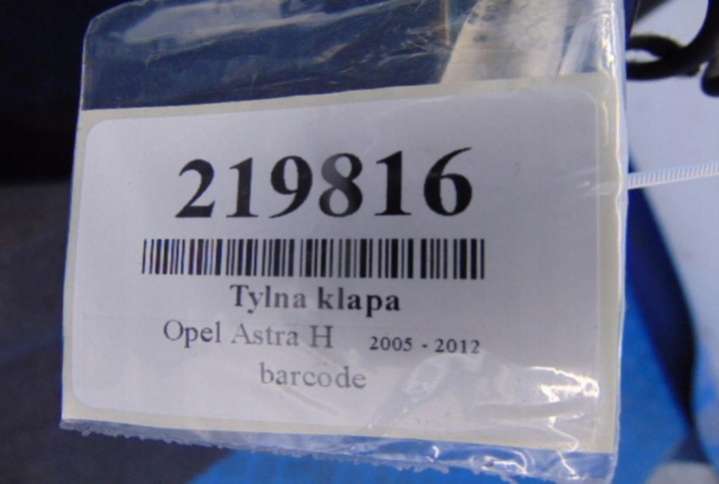 219816
Tylna klapa
Opel Astra H 2005 - 2012
barcode